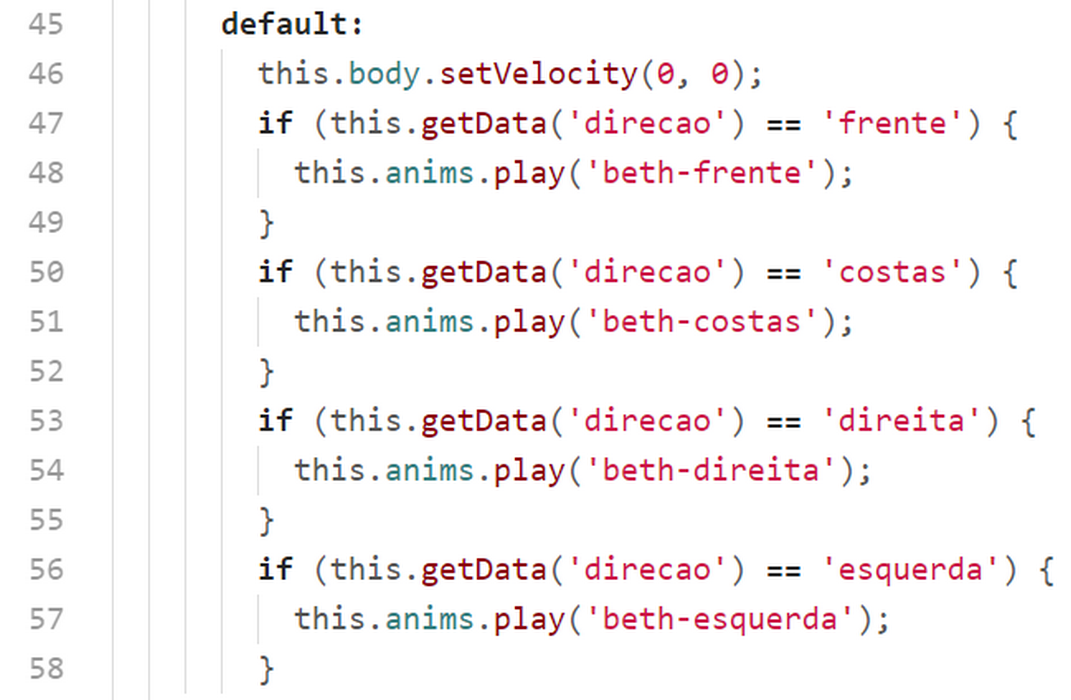 45 default:
46 this.body.setVelocity(0, 0);
47 if (this.getData('direcao') == 'frente') {
48 this.anims.play('beth-frente');
49 }
50 if (this.getData('direcao') == 'costas') {
51 this.anims.play('beth-costas');
52 }
53 if (this.getData('direcao') == 'direita') {
54 this.anims.play('beth-direita');
55 }
56 if (this.getData('direcao') == 'esquerda') {
57 this.anims.play('beth-esquerda');
58 }